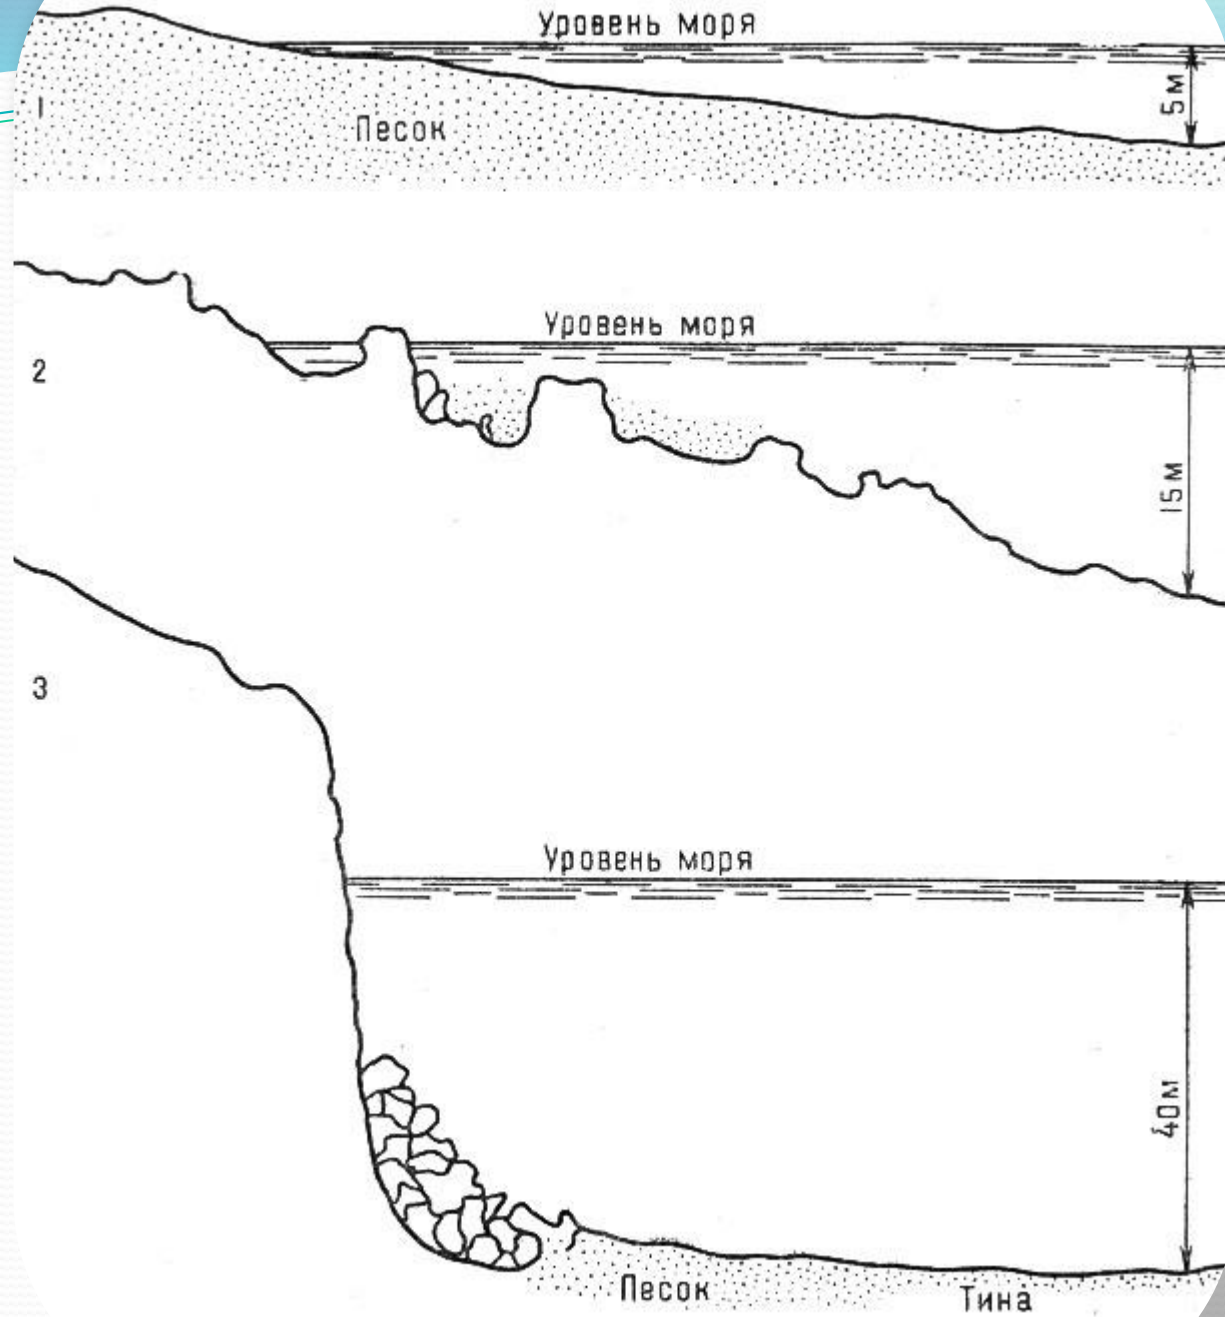 Уровень моря
5м
1
Песок
Уровень моря
2
15м
3
Уровень моря
40м
Песок
Тина